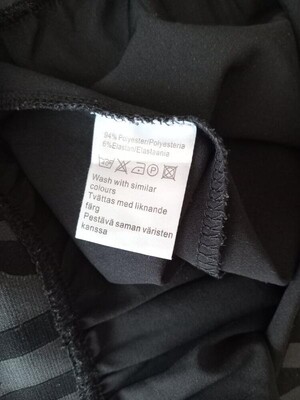 94% Polyester/Polyesteria
6% Elastan/Elastaania
Wash with similar
colours
Tvättas med liknande
färg
Pestävä saman väristen
kanssa